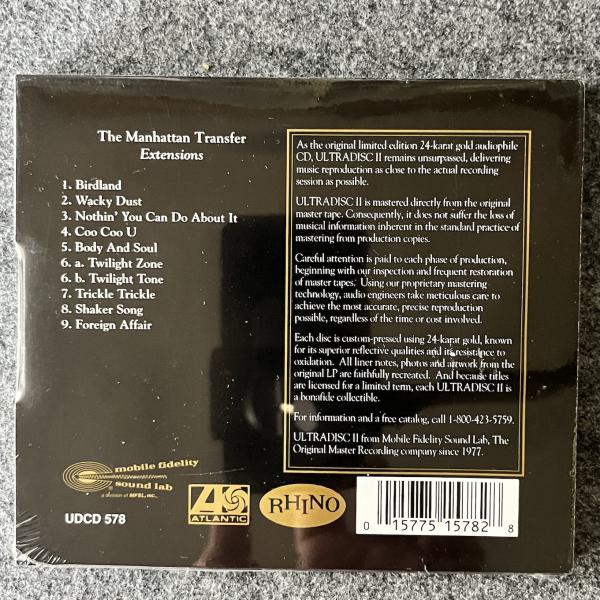 The Manhattan Transfer
Extensions
1. Birdland
2. Wacky Dust
3. Nothin' You Can Do About It
4. Coo Coo U
5. Body And Soul
6. a. Twilight Zone
6. b. Twilight Tone
7. Trickle Trickle
8. Shaker Song
9. Foreign Affair
As the original limited edition 24-karat gold audiophile
CD, ULTRADISC II remains unsurpassed, delivering
music reproduction as close to the actual recording
session as possible.
ULTRADISC II is mastered directly from the original
master tape. Consequently, it does not suffer the loss of
musical information inherent in the standard practice of
mastering from production copies.
Careful attention is paid to each phase of production,
beginning with our inspection and frequent restoration
of master tapes. Using our proprietary mastering
technology, audio engineers take meticulous care to
achieve the most accurate, precise reproduction
possible, regardless of the time or cost involved.
Each disc is custom-pressed using 24-karat gold, known
for its superior reflective qualities and its resistance to
oxidation. All liner notes, photos and artwork from the
original LP are faithfully recreated. And because titles
are licensed for a limited term, each ULTRADISC II is
a bonafide collectible.
For information and a free catalog, call 1-800-423-5759.
ULTRADISC II from Mobile Fidelity Sound Lab, The
Original Master Recording company since 1977.
mobile fidelity
sound lab
a division of MFSL, INC.
UDCD 578
ATLANTIC
RHINO
0 15775 15782 8